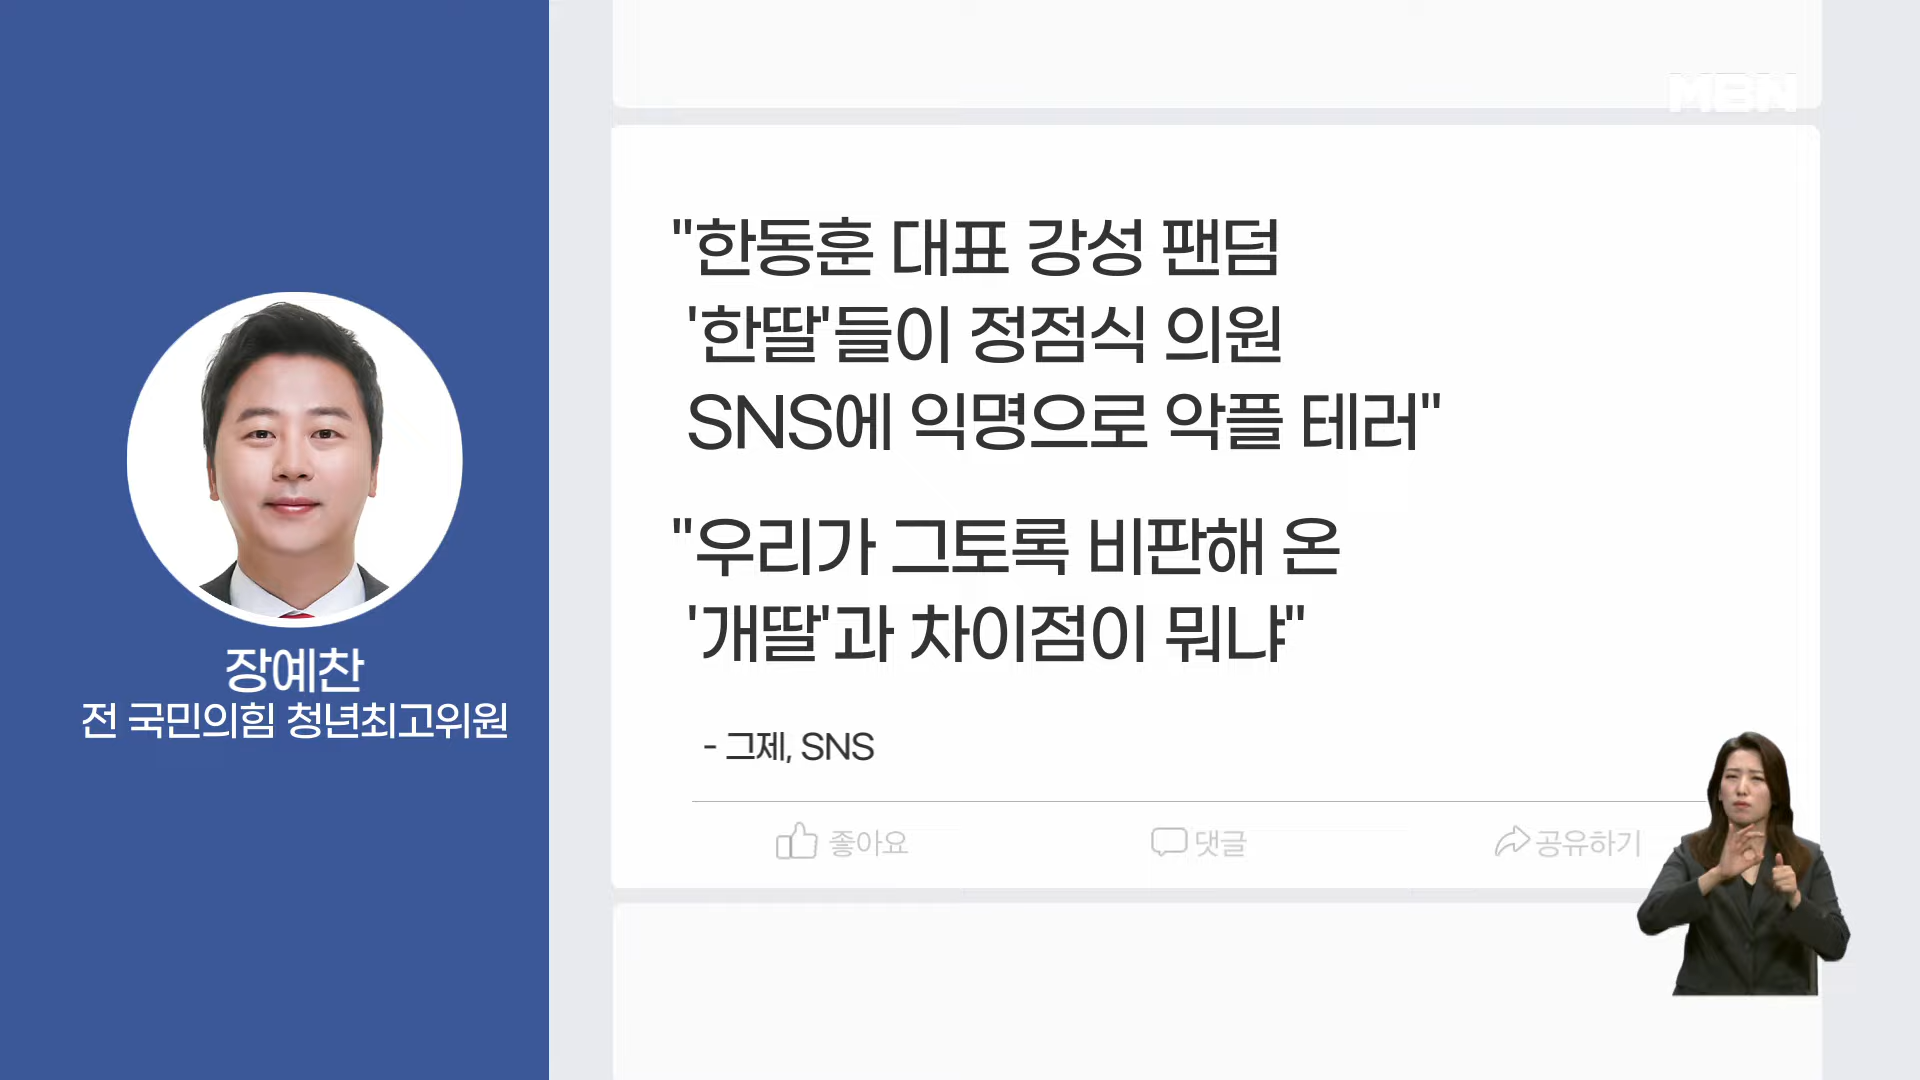 MBN
"한동훈 대표 강성 팬덤
'한딸'들이 정점식 의원
SNS에 익명으로 악플 테러"
"우리가 그토록 비판해 온
'개딸'과 차이점이 뭐냐"
- 그제, SNS
좋아요 댓글 공유하기
장예찬
전 국민의힘 청년최고위원